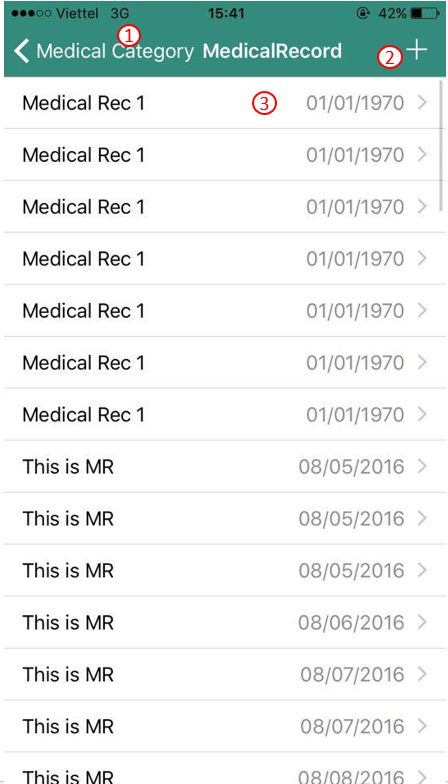 Viettel 3G 15:41 42%
1
Medical Category MedicalRecord 2 +
Medical Rec 1 3 01/01/1970
Medical Rec 1 01/01/1970
Medical Rec 1 01/01/1970
Medical Rec 1 01/01/1970
Medical Rec 1 01/01/1970
Medical Rec 1 01/01/1970
Medical Rec 1 01/01/1970
This is MR 08/05/2016
This is MR 08/05/2016
This is MR 08/05/2016
This is MR 08/06/2016
This is MR 08/07/2016
This is MR 08/07/2016
This is MR 08/08/2016